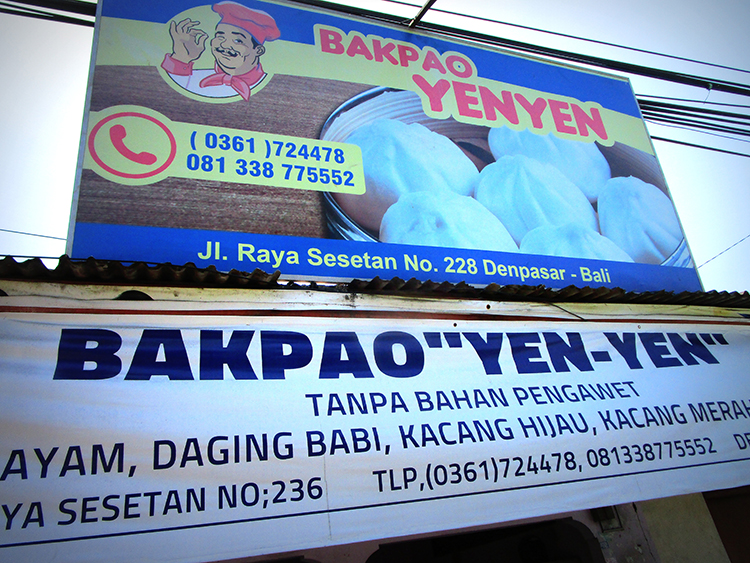 BAKPAO
YENYEN
( 0361 )724478
081 338 775552
Jl. Raya Sesetan No. 228 Denpasar - Bali
BAKPAO"YEN-YEN"
TANPA BAHAN PENGAWET
AYAM, DAGING BABI, KACANG HIJAU, KACANG MERAH
YA SESETAN NO;236 TLP,(0361)724478, 081338775552